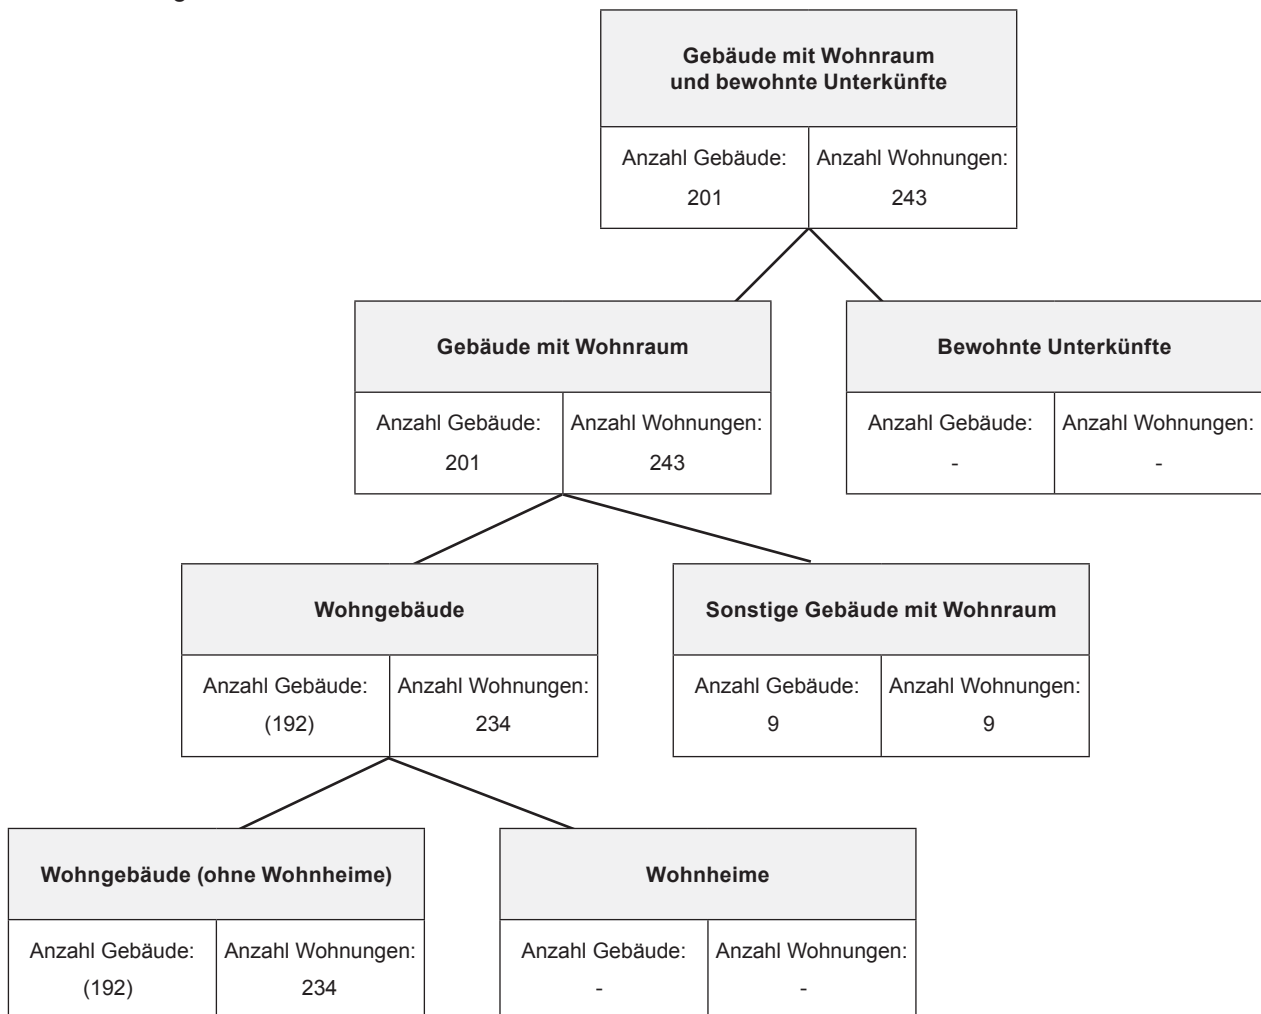 Gebäude mit Wohnraum
und bewohnte Unterkünfte
Anzahl Gebäude: Anzahl Wohnungen:
201 243
Gebäude mit Wohnraum Bewohnte Unterkünfte
Anzahl Gebäude: Anzahl Wohnungen: Anzahl Gebäude: Anzahl Wohnungen:
201 243 - -
Wohngebäude Sonstige Gebäude mit Wohnraum
Anzahl Gebäude: Anzahl Wohnungen: Anzahl Gebäude: Anzahl Wohnungen:
(192) 234 9 9
Wohngebäude (ohne Wohnheime) Wohnheime
Anzahl Gebäude: Anzahl Wohnungen: Anzahl Gebäude: Anzahl Wohnungen:
(192) 234 - -